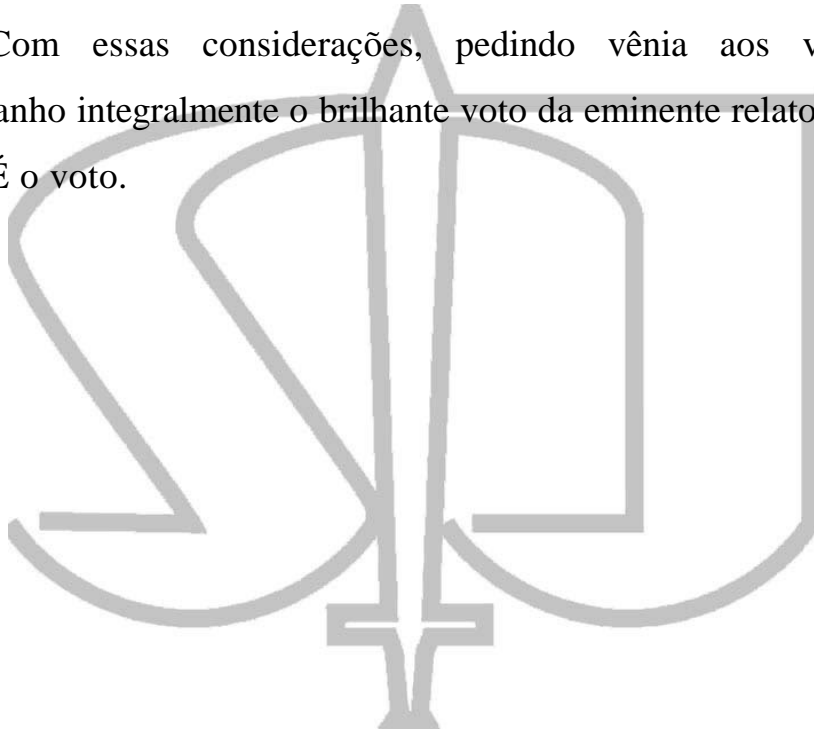 Com essas considerações, pedindo vênia aos v
anho integralmente o brilhante voto da eminente relato
É o voto.